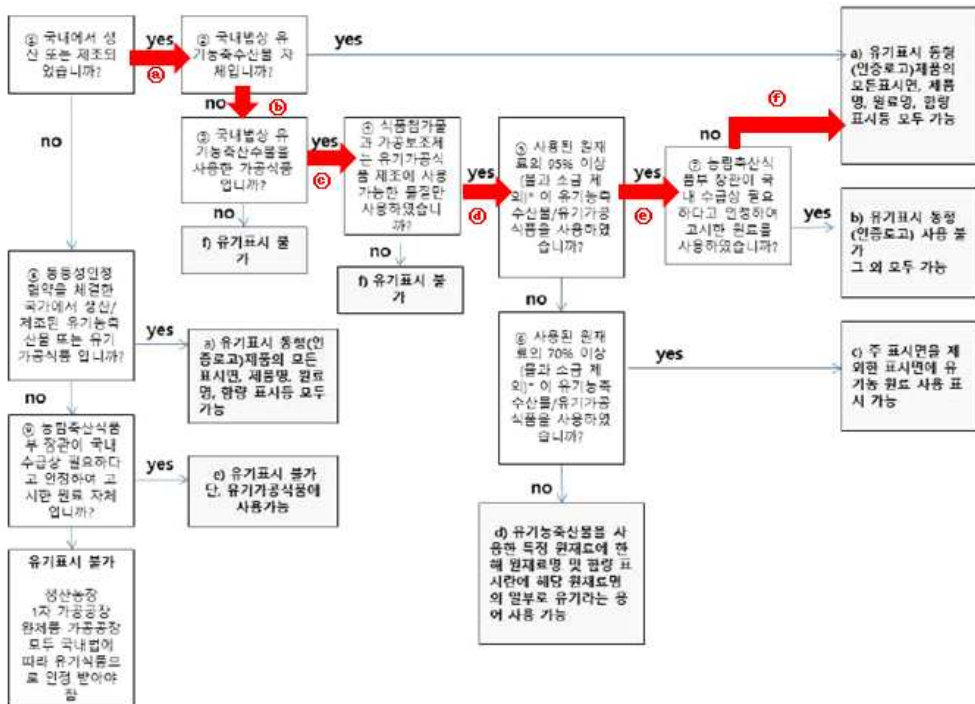 ① 국내에서 생
산 또는 제조되
었습니까?
yes
ⓐ
② 국내법상 유
기농축수산물 자
체입니까?
yes
a) 유기표시 동형
(인증로고)제품의
모든표시면, 제품
명, 원료명, 함량
표시등 모두 가능
no
no
ⓑ
③ 국내법상 유
기농축산수물을
사용한 가공식품
입니까?
yes
ⓒ
④ 식품첨가물
과 가공보조제
는 유기가공식
품 제조에 사용
가능한 물질만
사용하였습니
까?
yes
ⓓ
⑤ 사용된 원재
료의 95% 이상
(물과 소금 제
외)* 이 유기농축
수산물/유기가공
식품을 사용하였
습니까?
yes
ⓔ
no
ⓕ
⑦ 농림축산식품
부 장관이 국
내 수급상 필요
하다고 인정하여
고시한 원료를
사용하였습니까?
yes
b) 유기표시 동형
(인증로고) 사용 불
가
그 외 모두 가능
no
f) 유기표시 불
가
no
f) 유기표시 불
가
no
⑧ 동등성인정
협약을 체결한
국가에서 생산/
제조된 유기농축
산물 또는 유기
가공식품 입니까?
yes
a) 유기표시 동형(인
증로고)제품의 모든
표시면, 제품명, 원료
명, 함량 표시등 모두
가능
⑥ 사용된 원재
료의 70% 이상
(물과 소금 제
외)* 이 유기농축
수산물/유기가공
식품을 사용하였
습니까?
yes
c) 주 표시면을 제
외한 표시면에 유
기농 원료 사용 표
시 가능
no
⑨ 농림축산식품
부 장관이 국내
수급상 필요하다
고 인정하여 고
시한 원료 자체
입니까?
yes
e) 유기표시 불가
단, 유기가공식품에
사용가능
no
no
d) 유기농축산물을 사
용한 특정 원재료에 한
해 원재료명 및 함량 표
시란에 해당 원재료명
의 일부로 유기라는 용
어 사용 가능
유기표시 불가
생산농장
1차 가공공장
완제품 가공공장
모두 국내법에
따라 유기식품으
로 인정 받아야
함